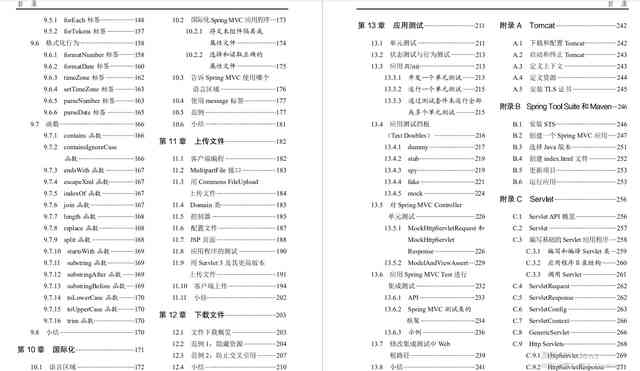 目 录
9.5.1 forEach 标签 156
9.5.2 forTokens 标签 157
9.6 格式化行为 158
9.6.1 formatNumber 标签 158
9.6.2 formatDate 标签 160
9.6.3 timeZone 标签 162
9.6.4 setTimeZone 标签 163
9.6.5 parseNumber 标签 163
9.6.6 parseDate 标签 165
9.7 函数 166
9.7.1 contains 函数 166
9.7.2 containsIgnoreCase
函数 166
9.7.3 endsWith 函数 167
9.7.4 escapeXml 函数 167
9.7.5 indexOf 函数 167
9.7.6 join 函数 167
9.7.7 length 函数 168
9.7.8 replace 函数 168
9.7.9 split 函数 168
9.7.10 startsWith 函数 169
9.7.11 substring 函数 169
9.7.12 substringAfter 函数 169
9.7.13 substringBefore 函数 169
9.7.14 toLowerCase 函数 170
9.7.15 toUpperCase 函数 170
9.7.16 trim 函数 170
9.8 小结 170
第 10 章 国际化 171
10.1 语言区域 172
10.2 国际化 Spring MVC 应用程序 173
10.2.1 将文本组件隔离成
属性文件 174
10.2.2 选择和读取正确的
属性文件 175
10.3 告诉 Spring MVC 使用哪个
语言区域 176
10.4 使用 message 标签 177
10.5 范例 177
10.6 小结 181
第 11 章 上传文件 182
11.1 客户端编程 182
11.2 MultipartFile 接口 183
11.3 用 Commons FileUpload
上传文件 184
11.4 Domain 类 185
11.5 控制器 185
11.6 配置文件 187
11.7 JSP 页面 188
11.8 应用程序的测试 190
11.9 用 Servlet 3 及其更高版本
上传文件 191
11.10 客户端上传 194
11.11 小结 202
第 12 章 下载文件 203
12.1 文件下载概览 203
12.2 范例 1：隐藏资源 204
12.3 范例 2：防止交叉引用 207
12.4 小结 210
目 录
第 13 章 应用测试 211
13.1 单元测试 211
13.2 状态测试与行为测试 213
13.3 应用 JUnit 213
13.3.1 开发一个单元测试 213
13.3.2 运行一个单元测试 215
13.3.3 通过测试套件来运行全部
或多个单元测试 215
13.4 应用测试挡板
（Test Doubles） 216
13.4.1 dummy 217
13.4.2 stub 219
13.4.3 spy 219
13.4.4 fake 221
13.4.5 mock 224
13.5 对 Spring MVC Controller
单元测试 226
13.5.1 MockHttpServletRequest 和
MockHttpServlet
Response 226
13.5.2 ModelAndViewAssert 229
13.6 应用 Spring MVC Test 进行
集成测试 232
13.6.1 API 233
13.6.2 Spring MVC 测试类的
框架 234
13.6.3 示例 236
13.7 修改集成测试中 Web
根路径 239
13.8 小结 241
附录 A Tomcat 242
A.1 下载和配置 Tomcat 242
A.2 启动和终止 Tomcat 243
A.3 定义上下文 243
A.4 定义资源 244
A.5 安装 TLS 证书 245
附录 B Spring Tool Suite 和 Maven 246
B.1 安装 STS 246
B.2 创建一个 Spring MVC 应用 247
B.3 选择 Java 版本 251
B.4 创建 index.html 文件 252
B.5 更新项目 253
B.6 运行应用 253
附录 C Servlet 256
C.1 Servlet API 概览 256
C.2 Servlet 257
C.3 编写基础的 Servlet 应用程序 258
C.3.1 编写和编译 Servlet 类 259
C.3.2 应用程序目录结构 260
C.3.3 调用 Servlet 261
C.4 ServletRequest 262
C.5 ServletResponse 262
C.6 ServletConfig 263
C.7 ServletContext 266
C.8 GenericServlet 266
C.9 Http Servlets 268
C.9.1 HttpServlet 269
C.9.2 HttpServletRequest 271